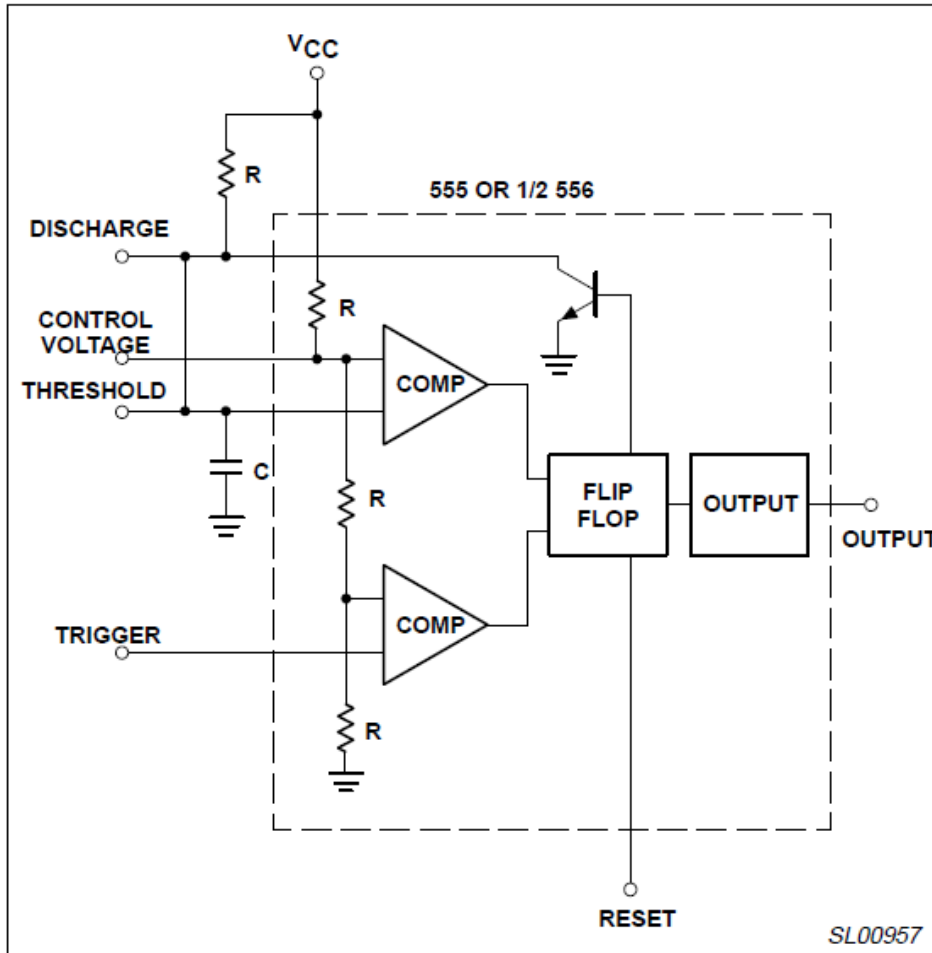 VCC
R
555 OR 1/2 556
DISCHARGE
R
CONTROL
VOLTAGE
COMP
THRESHOLD
C
R
FLIP
FLOP
OUTPUT
OUTPUT
COMP
TRIGGER
R
RESET
SL00957